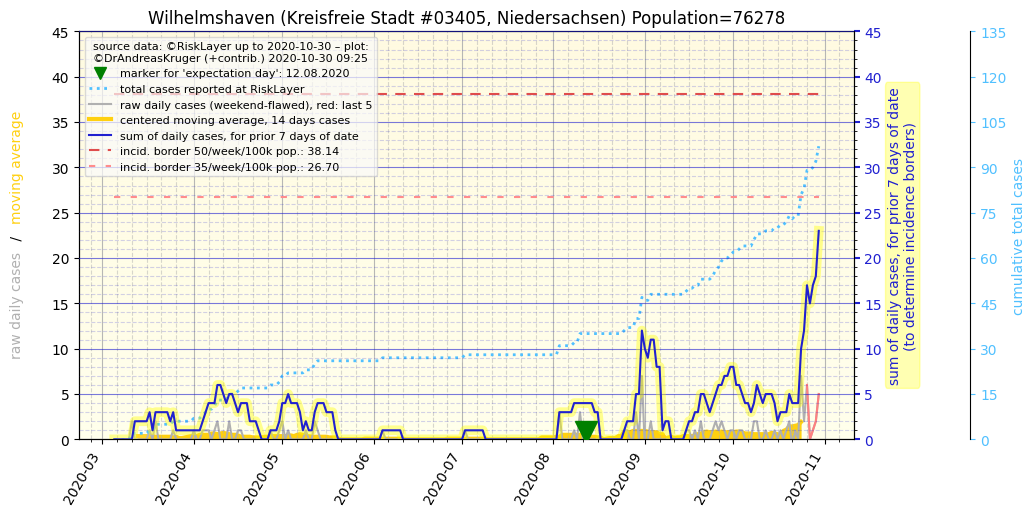 Wilhelmshaven (Kreisfreie Stadt #03405, Niedersachsen) Population=76278
source data: ©RiskLayer up to 2020-10-30 – plot:
©DrAndreasKruger (+contrib.) 2020-10-30 09:25
marker for 'expectation day': 12.08.2020
total cases reported at RiskLayer
raw daily cases (weekend-flawed), red: last 5
centered moving average, 14 days cases
sum of daily cases, for prior 7 days of date
incid. border 50/week/100k pop.: 38.14
incid. border 35/week/100k pop.: 26.70
raw daily cases / moving average
45
40
35
30
25
20
15
10
5
0
2020-03
2020-04
2020-05
2020-06
2020-07
2020-08
2020-09
2020-10
2020-11
45
40
35
30
25
20
15
10
5
0
sum of daily cases, for prior 7 days of date
(to determine incidence borders)
135
120
105
90
75
60
45
30
15
0
cumulative total cases